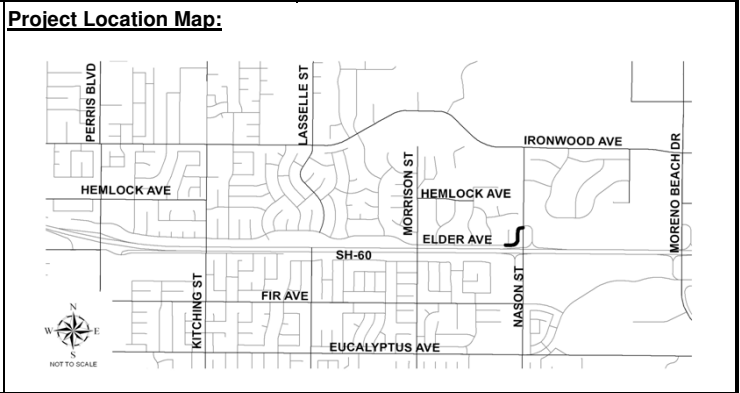 Project Location Map:
PERRIS BLVD
LASSELLE ST
IRONWOOD AVE
HEMLOCK AVE
MORRISON ST
HEMLOCK AVE
MORENO BEACH DR
ELDER AVE
SH-60
KITCHING ST
FIR AVE
NASON ST
EUCALYPTUS AVE
N
W E
S
NOT TO SCALE